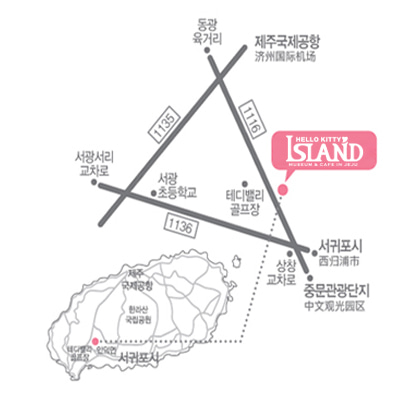 동광
육거리
제주국제공항
济州国际机场
1135
1116
HELLO KITTY
ISLAND
MUSEUM & CAFE IN JEJU
서광서리
교차로
서광
초등학교
테디밸리
골프장
1136
서귀포시
西归浦市
상창
교차로
중문관광단지
中文观光园区
제주
국제공항
한라산
국립공원
테디밸리
골프장
안덕면
서귀포시